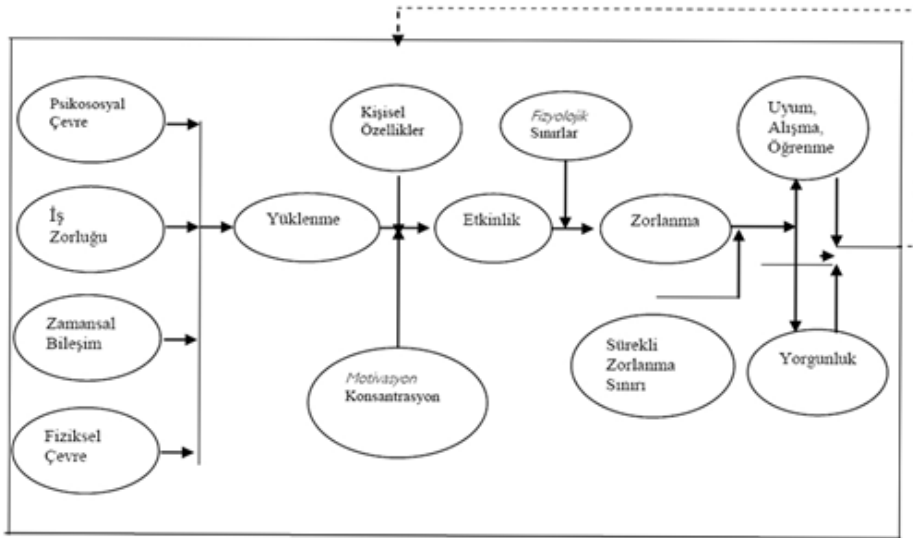 Psikososyal
Çevre
İş
Zorluğu
Zamansal
Bileşim
Fiziksel
Çevre
Yüklenme
Kişisel
Özellikler
Motivasyon
Konsantrasyon
Etkinlik
Fizyolojik
Sınırlar
Zorlanma
Sürekli
Zorlanma
Sınırı
Uyum,
Alışma,
Öğrenme
Yorgunluk